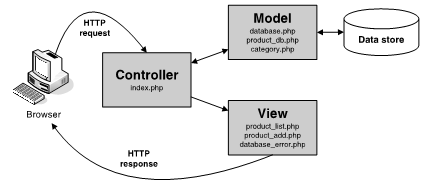 HTTP
request
Model
database.php
product_db.php
category.php
Data store
Controller
index.php
Browser
View
product_list.php
product_add.php
database_error.php
HTTP
response